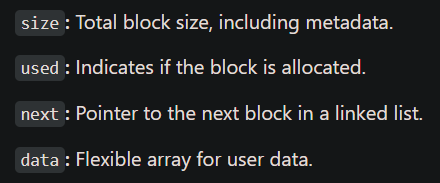 size: Total block size, including metadata.
used: Indicates if the block is allocated.
next: Pointer to the next block in a linked list.
data: Flexible array for user data.